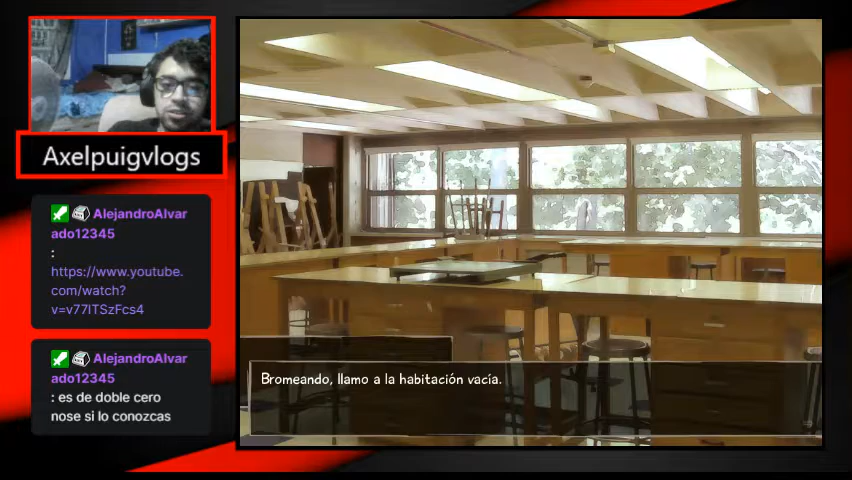 Axelpuigvlogs
AlejandroAlvar
ado12345
:
https://www.youtube.
com/watch?
v=v77ITSzFcs4
AlejandroAlvar
ado12345
: es de doble cero
nose si lo conozcas
Bromeando, llamo a la habitación vacía.